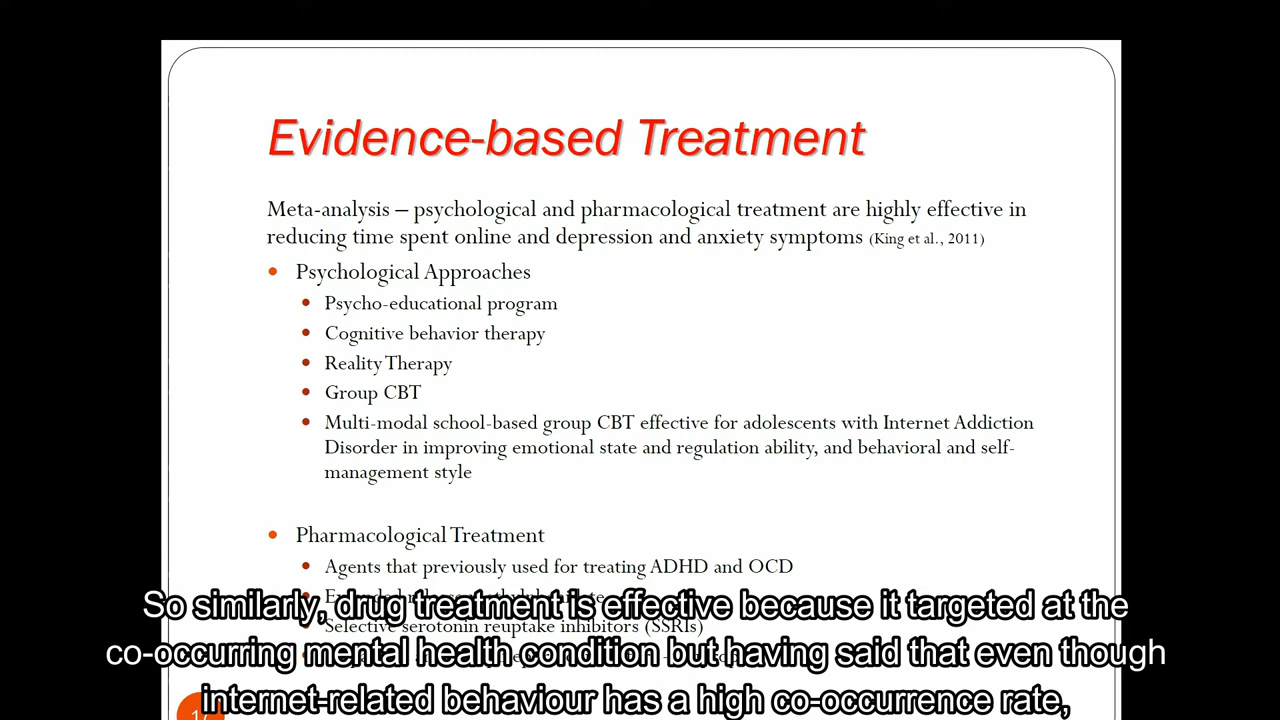 Evidence-based Treatment
Meta-analysis – psychological and pharmacological treatment are highly effective in
reducing time spent online and depression and anxiety symptoms (King et al., 2011)
Psychological Approaches
Psycho-educational program
Cognitive behavior therapy
Reality Therapy
Group CBT
Multi-modal school-based group CBT effective for adolescents with Internet Addiction
Disorder in improving emotional state and regulation ability, and behavioral and self-
management style
Pharmacological Treatment
Agents that previously used for treating ADHD and OCD
Selective serotonin reuptake inhibitors (SSRIs)
So similarly, drug treatment is effective because it targeted at the
co-occurring mental health condition but having said that even though
internet-related behaviour has a high co-occurrence rate,